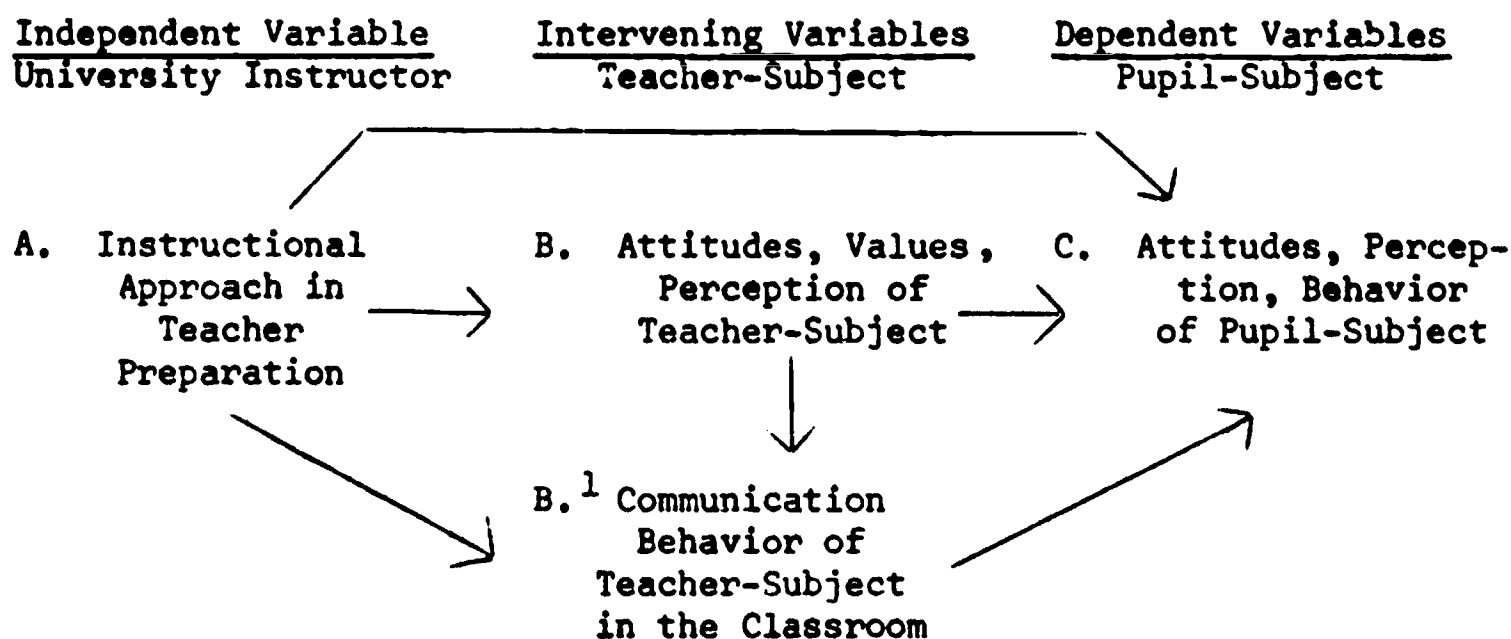 Independent Variable Intervening Variables Dependent Variables
University Instructor Teacher-Subject Pupil-Subject
A. Instructional
Approach in
Teacher
Preparation
B. Attitudes, Values,
Perception of
Teacher-Subject
C. Attitudes, Percep-
tion, Behavior
of Pupil-Subject
B.1 Communication
Behavior of
Teacher-Subject
in the Classroom